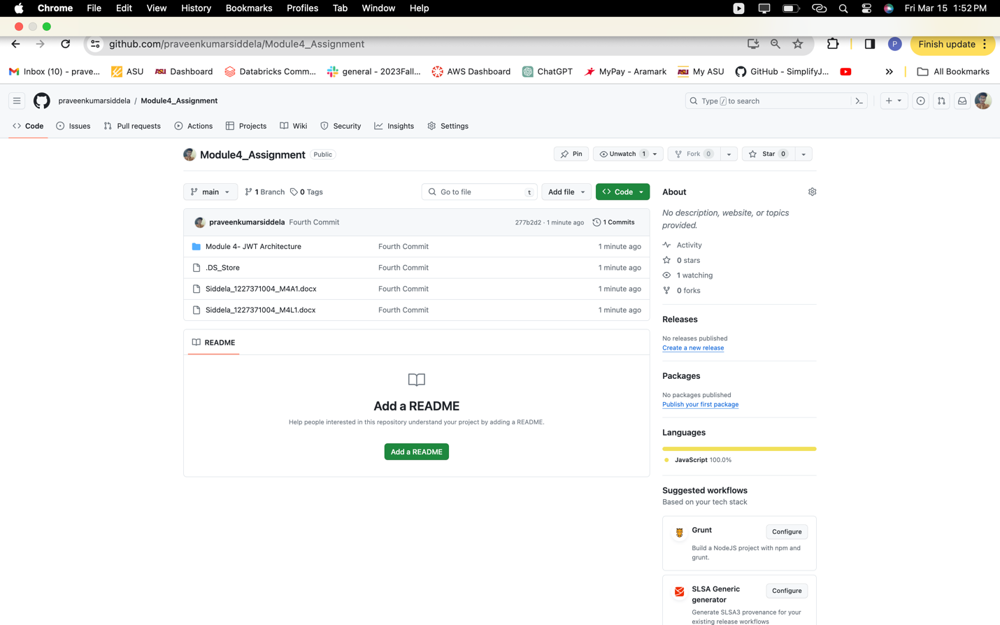 Chrome File Edit View History Bookmarks Profiles Tab Window Help Fri Mar 15 1:52 PM
github.com/praveenkumarsiddela/Module4_Assignment P Finish update
Inbox (10) - prave... ASU Dashboard Databricks Comm... general - 2023Fall... AWS Dashboard ChatGPT MyPay - Aramark My ASU GitHub - SimplifyJ... » All Bookmarks
praveenkumarsiddela / Module4_Assignment Type / to search
Code Issues Pull requests Actions Projects Wiki Security Insights Settings
Module4_Assignment Public Pin Unwatch 1 Fork 0 Star 0
main 1 Branch 0 Tags Go to file t Add file Code
praveenkumarsiddela Fourth Commit 277b2d2 · 1 minute ago 1 Commits
Module 4- JWT Architecture Fourth Commit 1 minute ago
.DS_Store Fourth Commit 1 minute ago
Siddela_1227371004_M4A1.docx Fourth Commit 1 minute ago
Siddela_1227371004_M4L1.docx Fourth Commit 1 minute ago
README
Add a README
Help people interested in this repository understand your project by adding a README.
Add a README
About
No description, website, or topics
provided.
Activity
0 stars
1 watching
0 forks
Releases
No releases published
Create a new release
Packages
No packages published
Publish your first package
Languages
JavaScript 100.0%
Suggested workflows
Based on your tech stack
Grunt Configure
Build a NodeJS project with npm and
grunt.
SLSA Generic
generator Configure
Generate SLSA3 provenance for your
existing release workflows